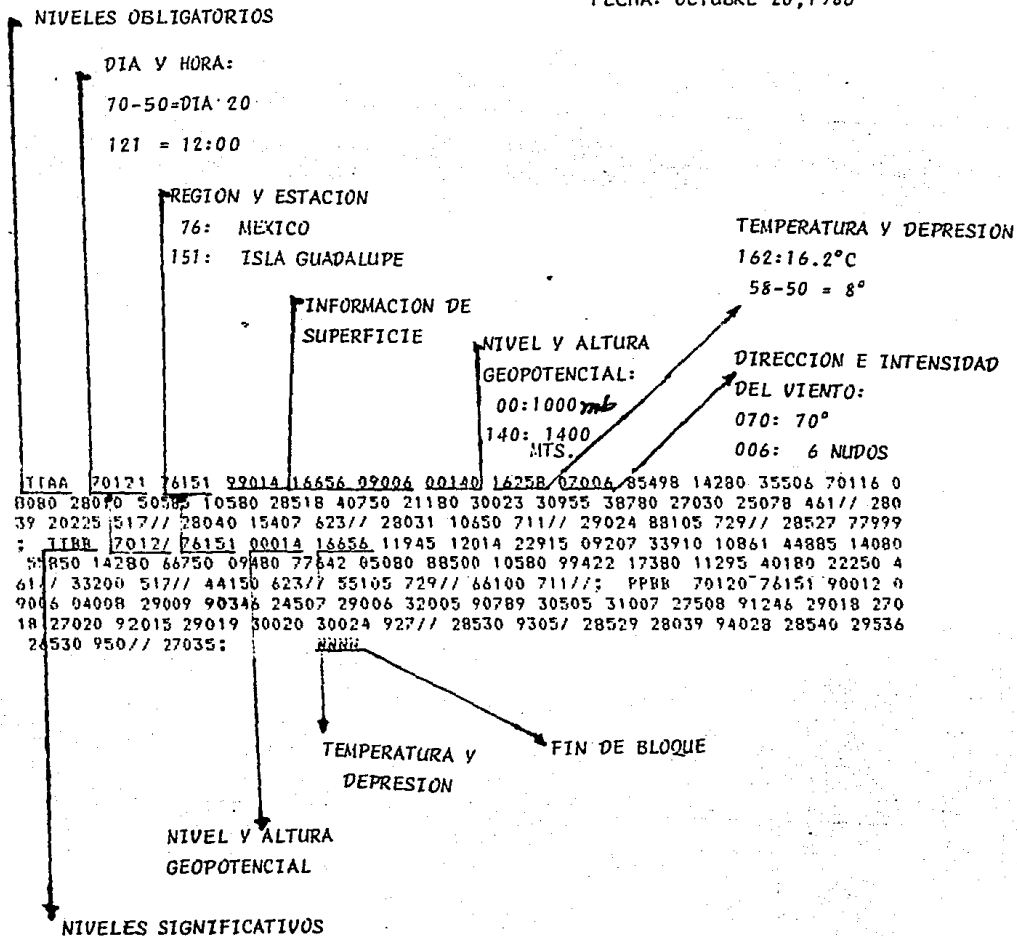 FECHA: OCTUBRE 20, 1980
NIVELES OBLIGATORIOS
DIA Y HORA:
70-50=DIA 20
121 = 12:00
REGION Y ESTACION
76: MEXICO
151: ISLA GUADALUPE
INFORMACION DE
SUPERFICIE
NIVEL Y ALTURA
GEOPOTENCIAL:
00:1000 mb
140: 1400
MTS.
TEMPERATURA Y DEPRESION
162:16.2°C
58-50 = 8°
DIRECCION E INTENSIDAD
DEL VIENTO:
070: 70°
006: 6 NUDOS
TTAA 70121 76151 99014 16656 09006 00140 16258 07006 85498 14280 35506 70116 0
8080 28010 50585 10580 28518 40750 21180 30023 30955 38780 27030 25078 461// 280
39 20225 517// 28040 15407 623// 28031 10650 711// 29024 88105 729// 28527 77999
; TTBB 7012/ 76151 00014 16656 11945 12014 22915 09207 33910 10861 44885 14080
55850 14280 66750 09480 77642 05080 88500 10580 99422 17380 11295 40180 22250 4
61// 33200 517// 44150 623// 55105 729// 66100 711//; PPBB 70120 76151 90012 0
9006 04008 29009 90346 24507 29006 32005 90789 30505 31007 27508 91246 29018 270
18 27020 92015 29019 30020 30024 927// 28530 9305/ 28529 28039 94028 28540 29536
26530 950// 27035;
NNNN
TEMPERATURA Y
DEPRESION
FIN DE BLOQUE
NIVEL Y ALTURA
GEOPOTENCIAL
NIVELES SIGNIFICATIVOS